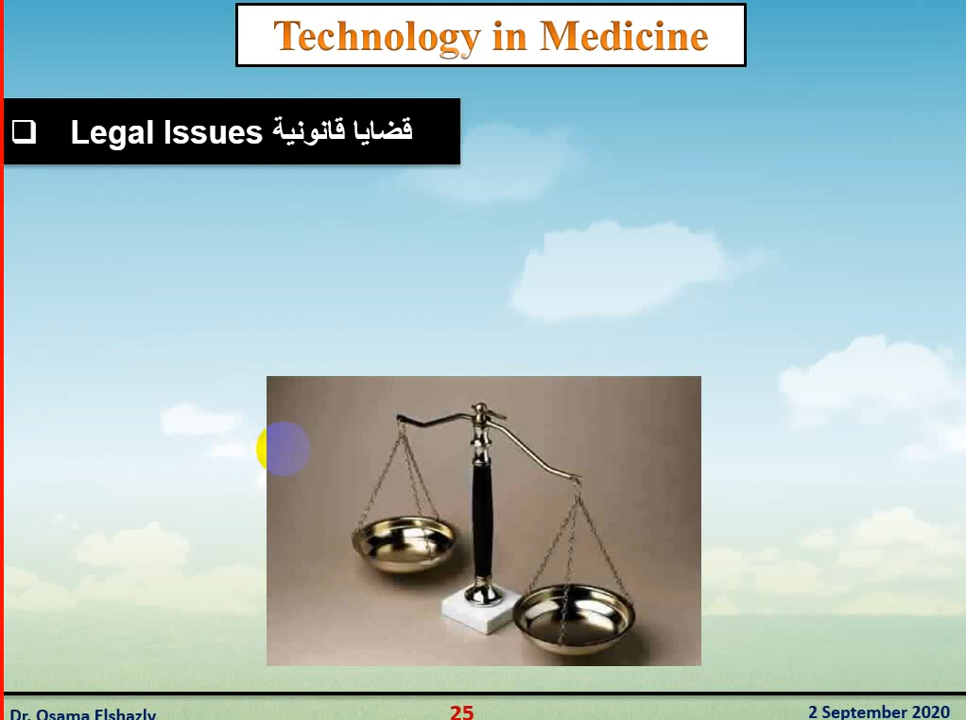 Technology in Medicine
Legal Issues قضايا قانونية
Dr. Osama Elshazly
25
2 September 2020